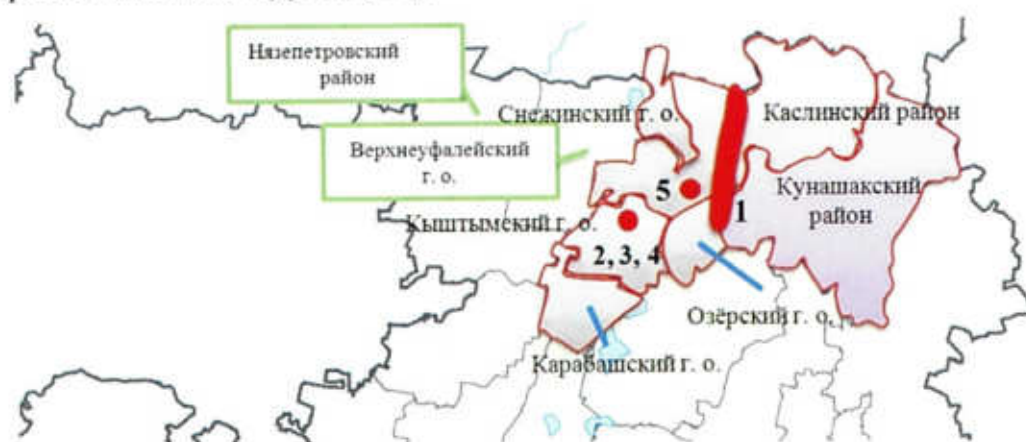 Нязепетровский
район
Снежинский г. о.
Каслинский район
Верхнеуфалейский
г. о.
Кунашакский
район
5
1
Кыштымский г. о.
2, 3, 4
Озёрский г. о.
Карабашский г. о.